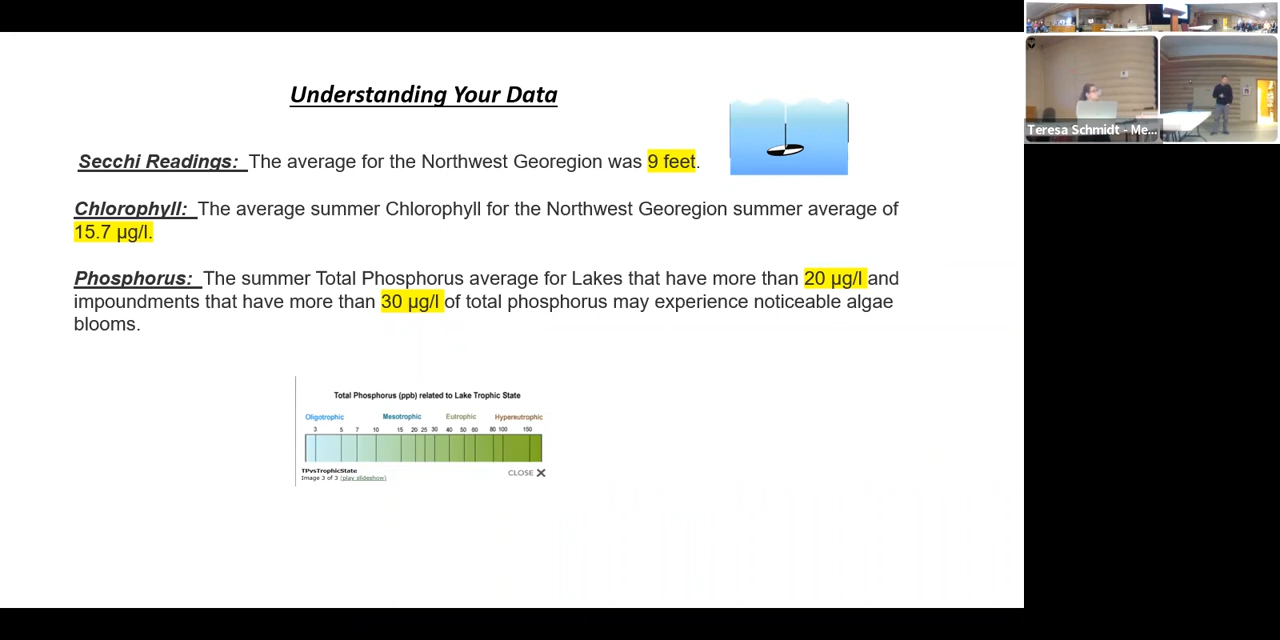 Understanding Your Data
Secchi Readings: The average for the Northwest Georegion was 9 feet.
Chlorophyll: The average summer Chlorophyll for the Northwest Georegion summer average of
15.7 µg/l.
Phosphorus: The summer Total Phosphorus average for Lakes that have more than 20 µg/l and
impoundments that have more than 30 µg/l of total phosphorus may experience noticeable algae
blooms.
Total Phosphorus (ppb) related to Lake Trophic State
Oligotrophic Mesotrophic Eutrophic Hypereutrophic
3 5 7 10 15 20 25 30 40 50 60 80 100 150
TPvsTrophicState
CLOSE X
Image 3 of 3 (play slideshow)
Teresa Schmidt - Me...